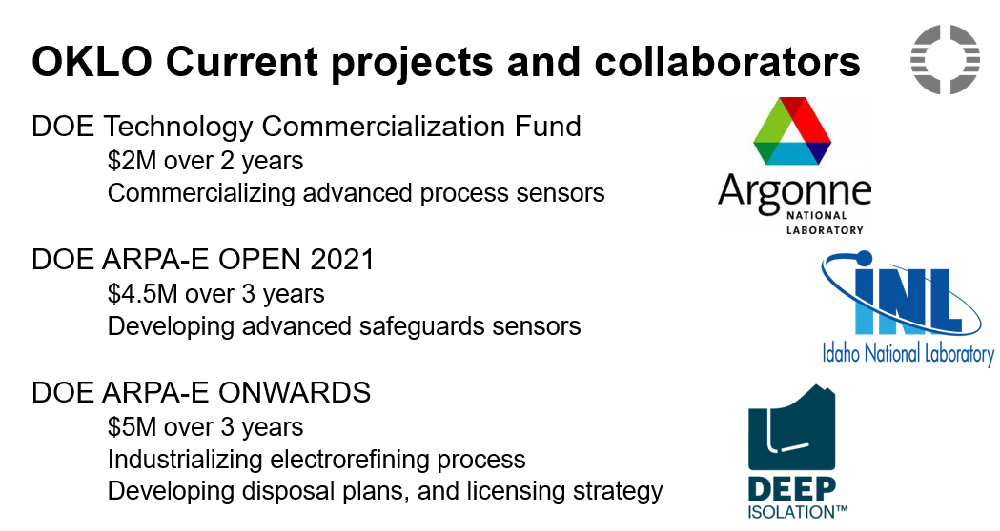 OKLO Current projects and collaborators
DOE Technology Commercialization Fund
$2M over 2 years
Commercializing advanced process sensors
Argonne
NATIONAL
LABORATORY
DOE ARPA-E OPEN 2021
$4.5M over 3 years
Developing advanced safeguards sensors
iNL
Idaho National Laboratory
DOE ARPA-E ONWARDS
$5M over 3 years
Industrializing electrorefining process
Developing disposal plans, and licensing strategy
DEEP
ISOLATION™